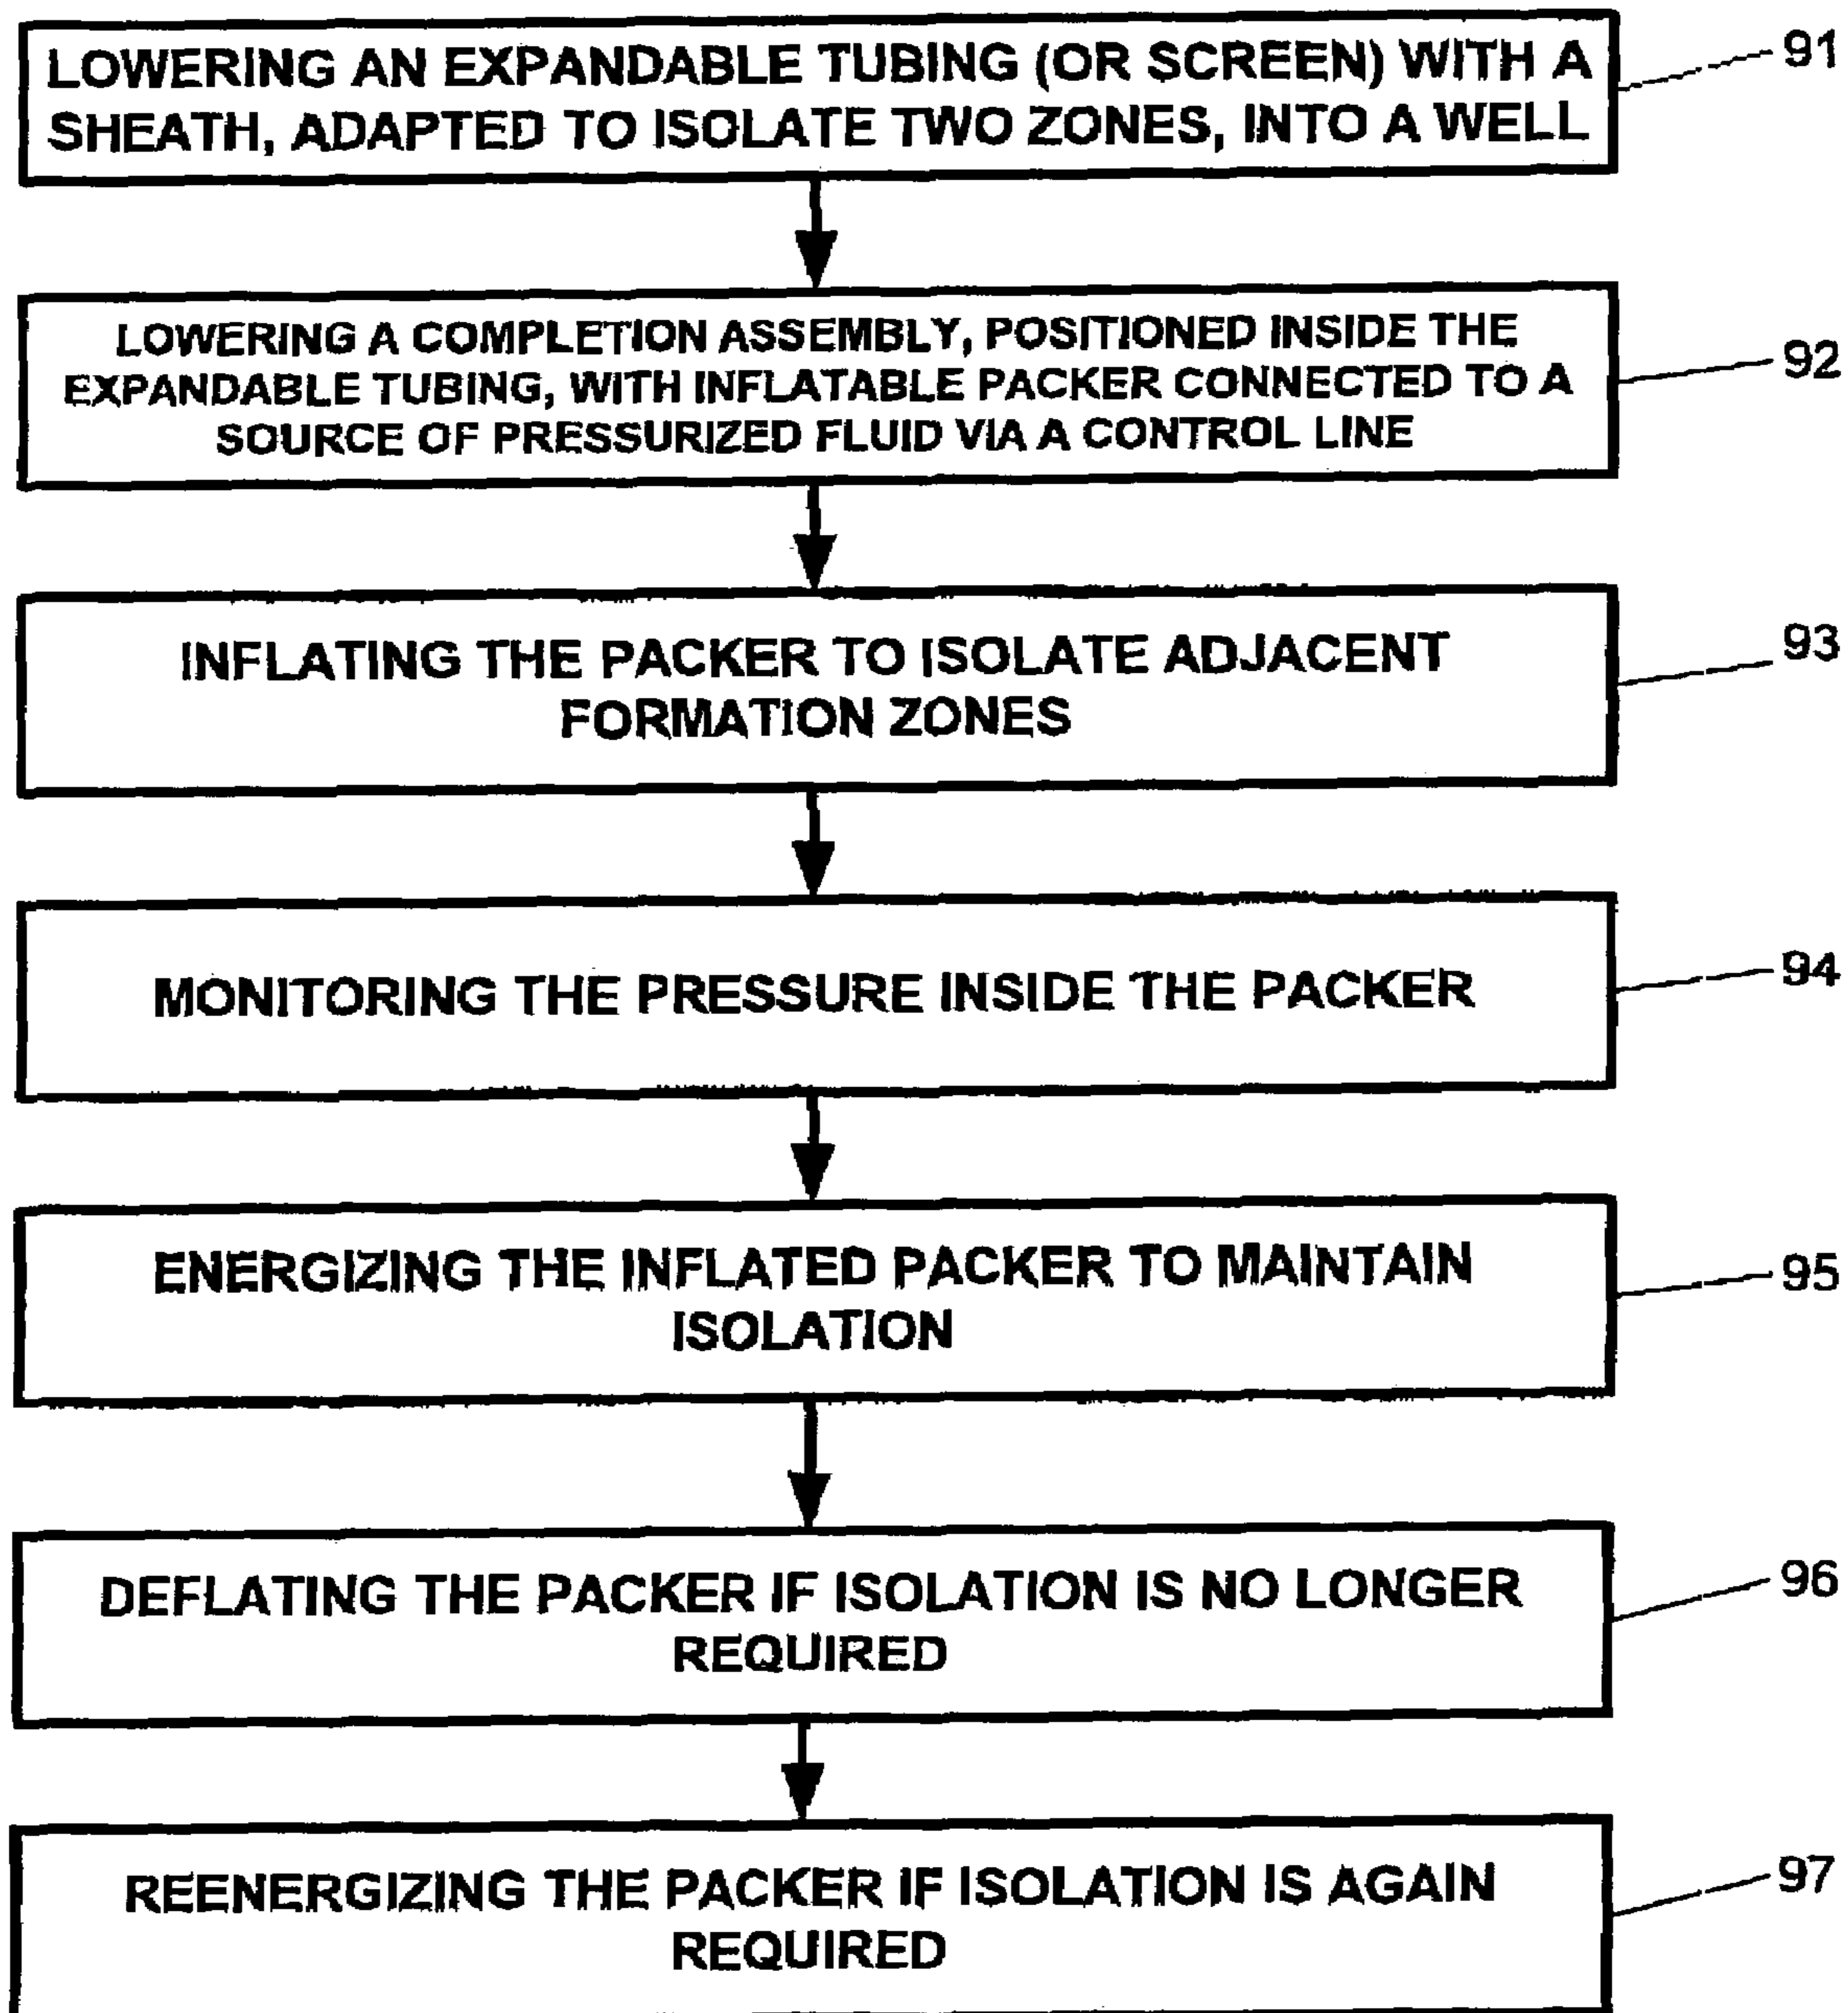 LOWERING AN EXPANDABLE TUBING (OR SCREEN) WITH A
SHEATH, ADAPTED TO ISOLATE TWO ZONES, INTO A WELL
91
LOWERING A COMPLETION ASSEMBLY, POSITIONED INSIDE THE
EXPANDABLE TUBING, WITH INFLATABLE PACKER CONNECTED TO A
SOURCE OF PRESSURIZED FLUID VIA A CONTROL LINE
92
INFLATING THE PACKER TO ISOLATE ADJACENT
FORMATION ZONES
93
MONITORING THE PRESSURE INSIDE THE PACKER
94
ENERGIZING THE INFLATED PACKER TO MAINTAIN
ISOLATION
95
DEFLATING THE PACKER IF ISOLATION IS NO LONGER
REQUIRED
96
REENERGIZING THE PACKER IF ISOLATION IS AGAIN
REQUIRED
97